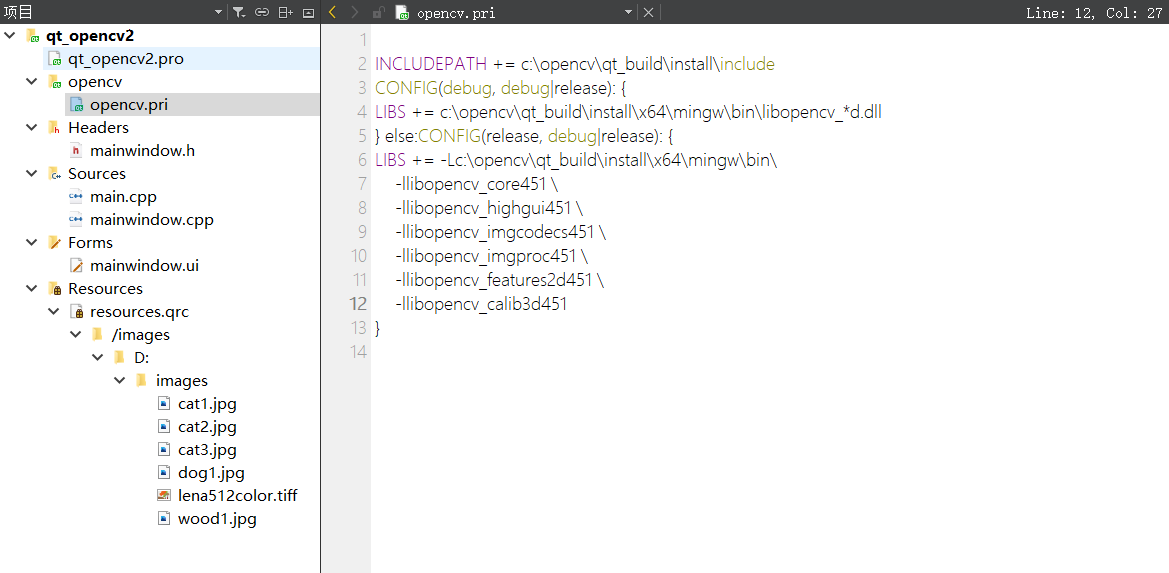 项目
opencv.pri
Line: 12, Col: 27
qt_opencv2
qt_opencv2.pro
opencv
opencv.pri
Headers
mainwindow.h
Sources
main.cpp
mainwindow.cpp
Forms
mainwindow.ui
Resources
resources.qrc
/images
D:
images
cat1.jpg
cat2.jpg
cat3.jpg
dog1.jpg
lena512color.tiff
wood1.jpg
1
2 INCLUDEPATH += c:\opencv\qt_build\install\include
3 CONFIG(debug, debug|release): {
4 LIBS += c:\opencv\qt_build\install\x64\mingw\bin\libopencv_*d.dll
5 } else:CONFIG(release, debug|release): {
6 LIBS += -Lc:\opencv\qt_build\install\x64\mingw\bin\
7 -llibopencv_core451 \
8 -llibopencv_highgui451 \
9 -llibopencv_imgcodecs451 \
10 -llibopencv_imgproc451 \
11 -llibopencv_features2d451 \
12 -llibopencv_calib3d451
13 }
14